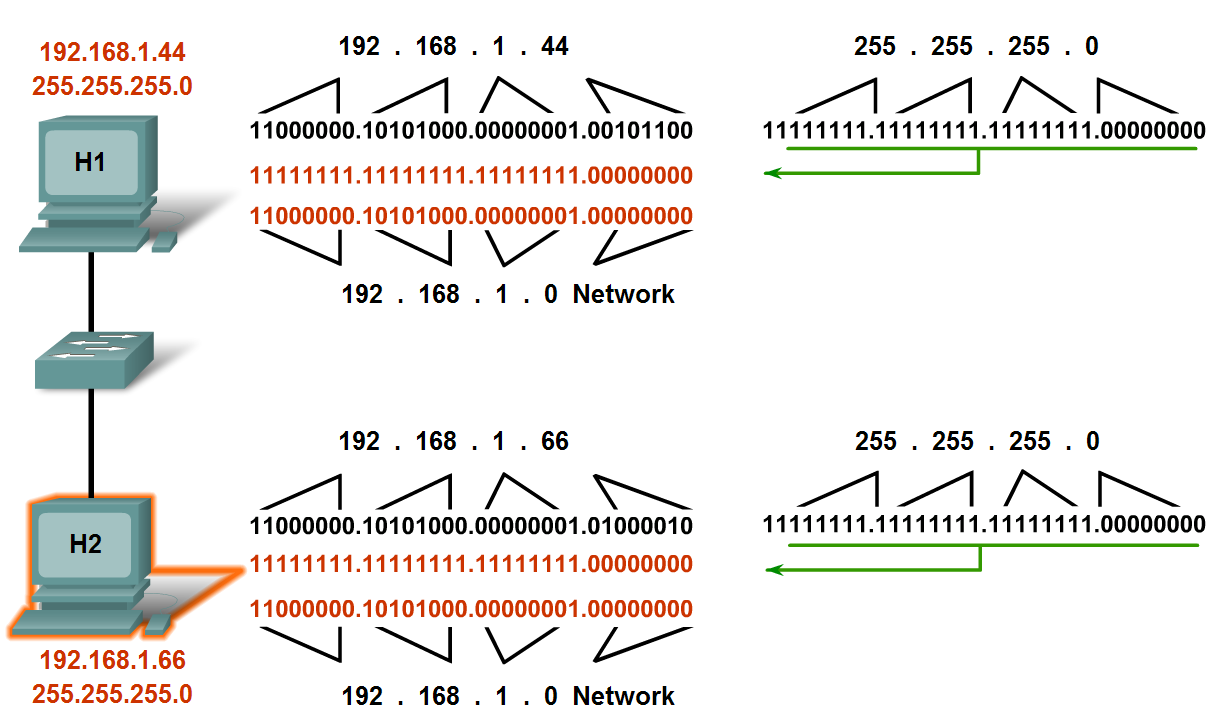 192.168.1.44
255.255.255.0
H1
192 . 168 . 1 . 44
255 . 255 . 255 . 0
11000000.10101000.00000001.00101100
11111111.11111111.11111111.00000000
11111111.11111111.11111111.00000000
11000000.10101000.00000001.00000000
192 . 168 . 1 . 0 Network
192 . 168 . 1 . 66
255 . 255 . 255 . 0
11000000.10101000.00000001.01000010
11111111.11111111.11111111.00000000
11111111.11111111.11111111.00000000
11000000.10101000.00000001.00000000
192 . 168 . 1 . 0 Network
H2
192.168.1.66
255.255.255.0